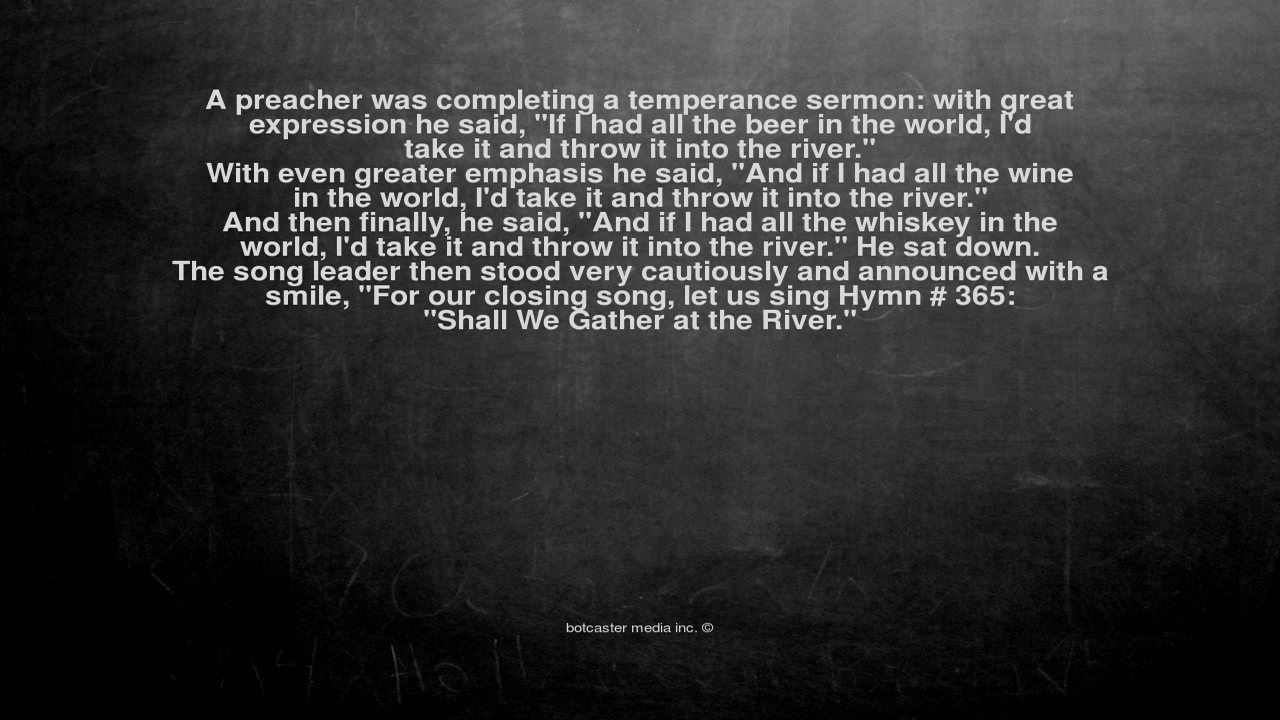 A preacher was completing a temperance sermon: with great
expression he said, "If I had all the beer in the world, I'd
take it and throw it into the river."
With even greater emphasis he said, "And if I had all the wine
in the world, I'd take it and throw it into the river."
And then finally, he said, "And if I had all the whiskey in the
world, I'd take it and throw it into the river." He sat down.
The song leader then stood very cautiously and announced with a
smile, "For our closing song, let us sing Hymn # 365:
"Shall We Gather at the River."
botcaster media inc. ©